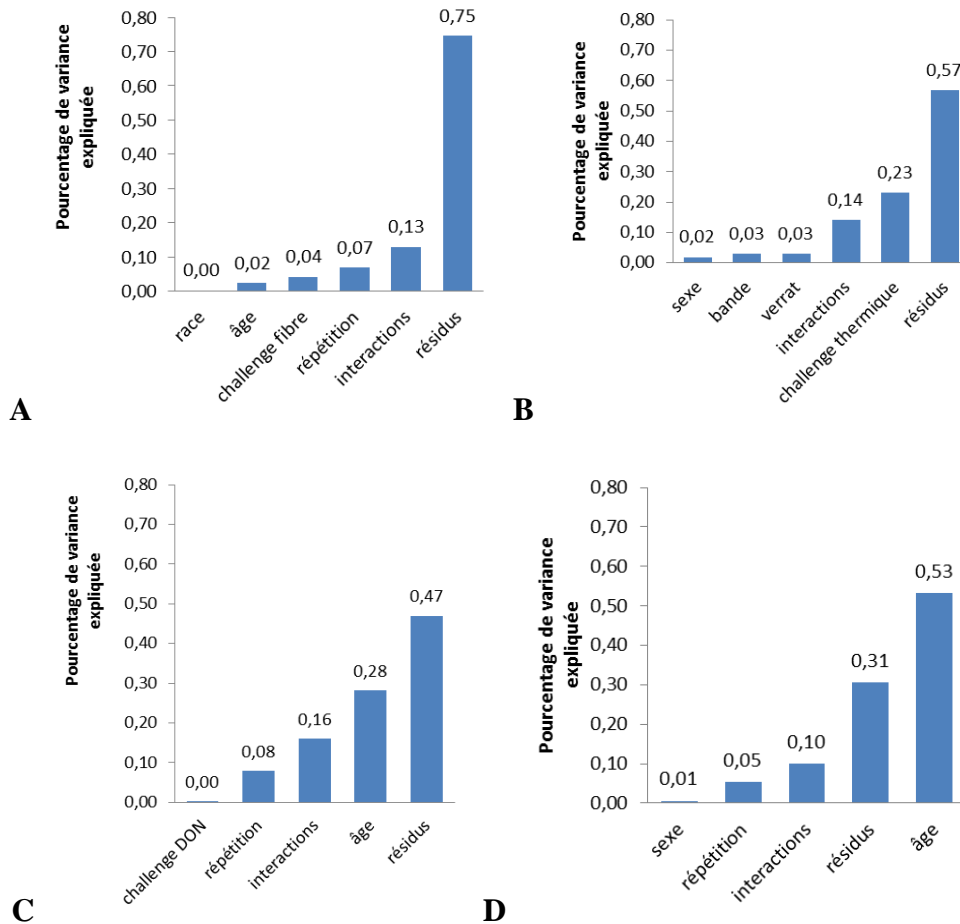 Pourcentage de variance
expliquée
0,80
0,70
0,60
0,50
0,40
0,30
0,20
0,10
0,00
0,00
0,02
0,04
0,07
0,13
0,75
race
âge
challenge fibre
répétition
interactions
résidus
A
Pourcentage de variance
expliquée
0,80
0,70
0,60
0,50
0,40
0,30
0,20
0,10
0,00
0,02
0,03
0,03
0,14
0,23
0,57
sexe
bande
verrat
interactions
challenge thermique
résidus
B
Pourcentage de variance
expliquée
0,80
0,70
0,60
0,50
0,40
0,30
0,20
0,10
0,00
0,00
0,08
0,16
0,28
0,47
challenge DON
répétition
interactions
âge
résidus
C
Pourcentage de variance
expliquée
0,80
0,70
0,60
0,50
0,40
0,30
0,20
0,10
0,00
0,01
0,05
0,10
0,31
0,53
sexe
répétition
interactions
résidus
âge
D